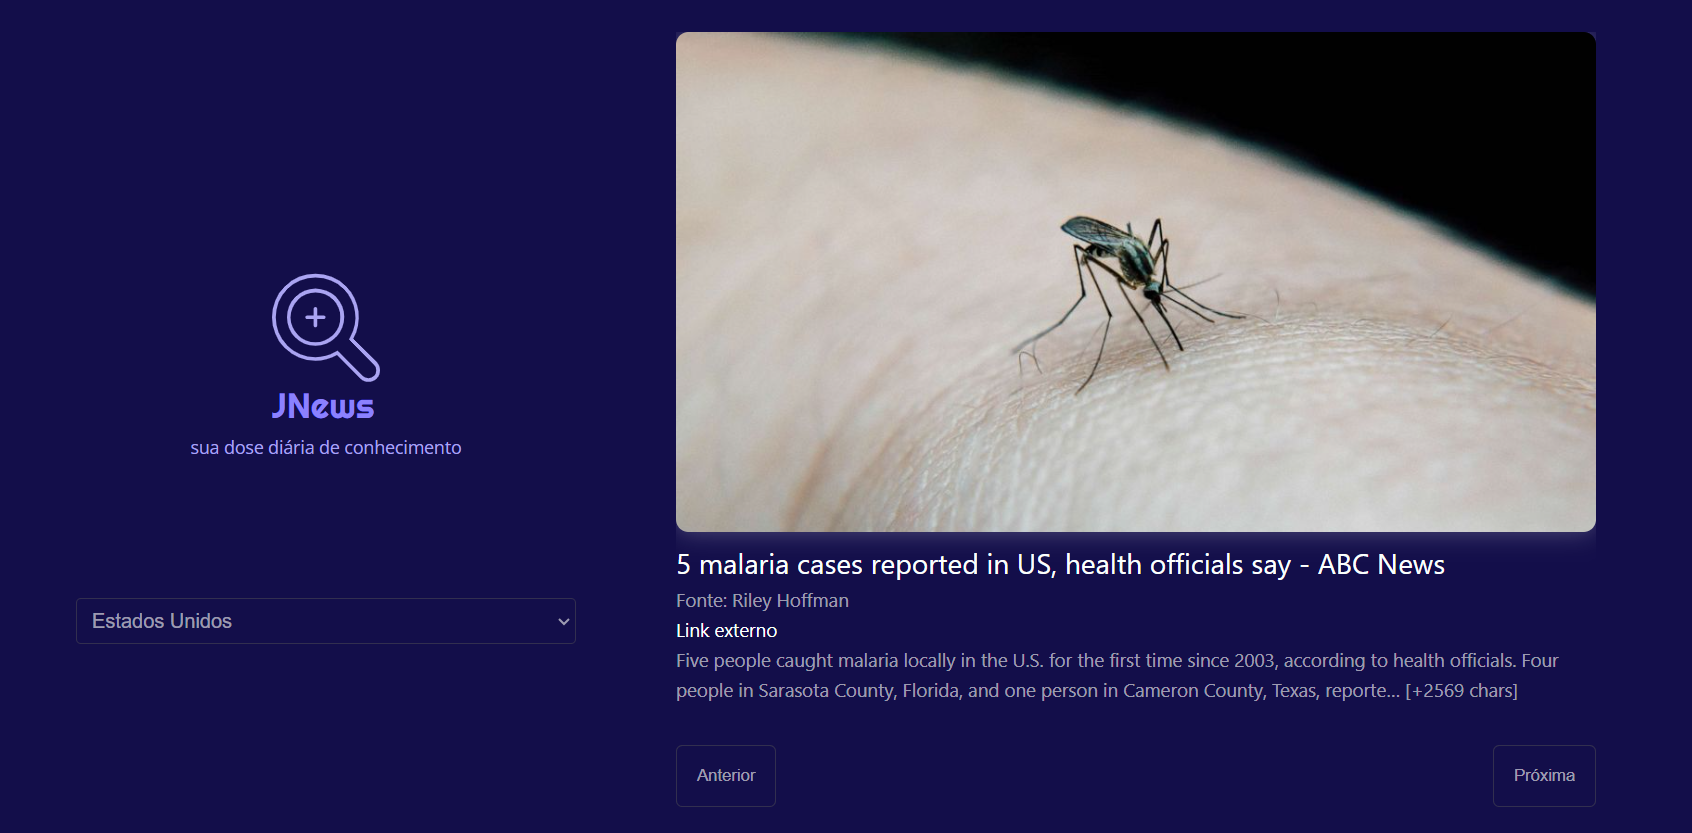 JNews
sua dose diária de conhecimento
Estados Unidos
5 malaria cases reported in US, health officials say - ABC News
Fonte: Riley Hoffman
Link externo
Five people caught malaria locally in the U.S. for the first time since 2003, according to health officials. Four
people in Sarasota County, Florida, and one person in Cameron County, Texas, reporte… [+2569 chars]
Anterior
Próxima